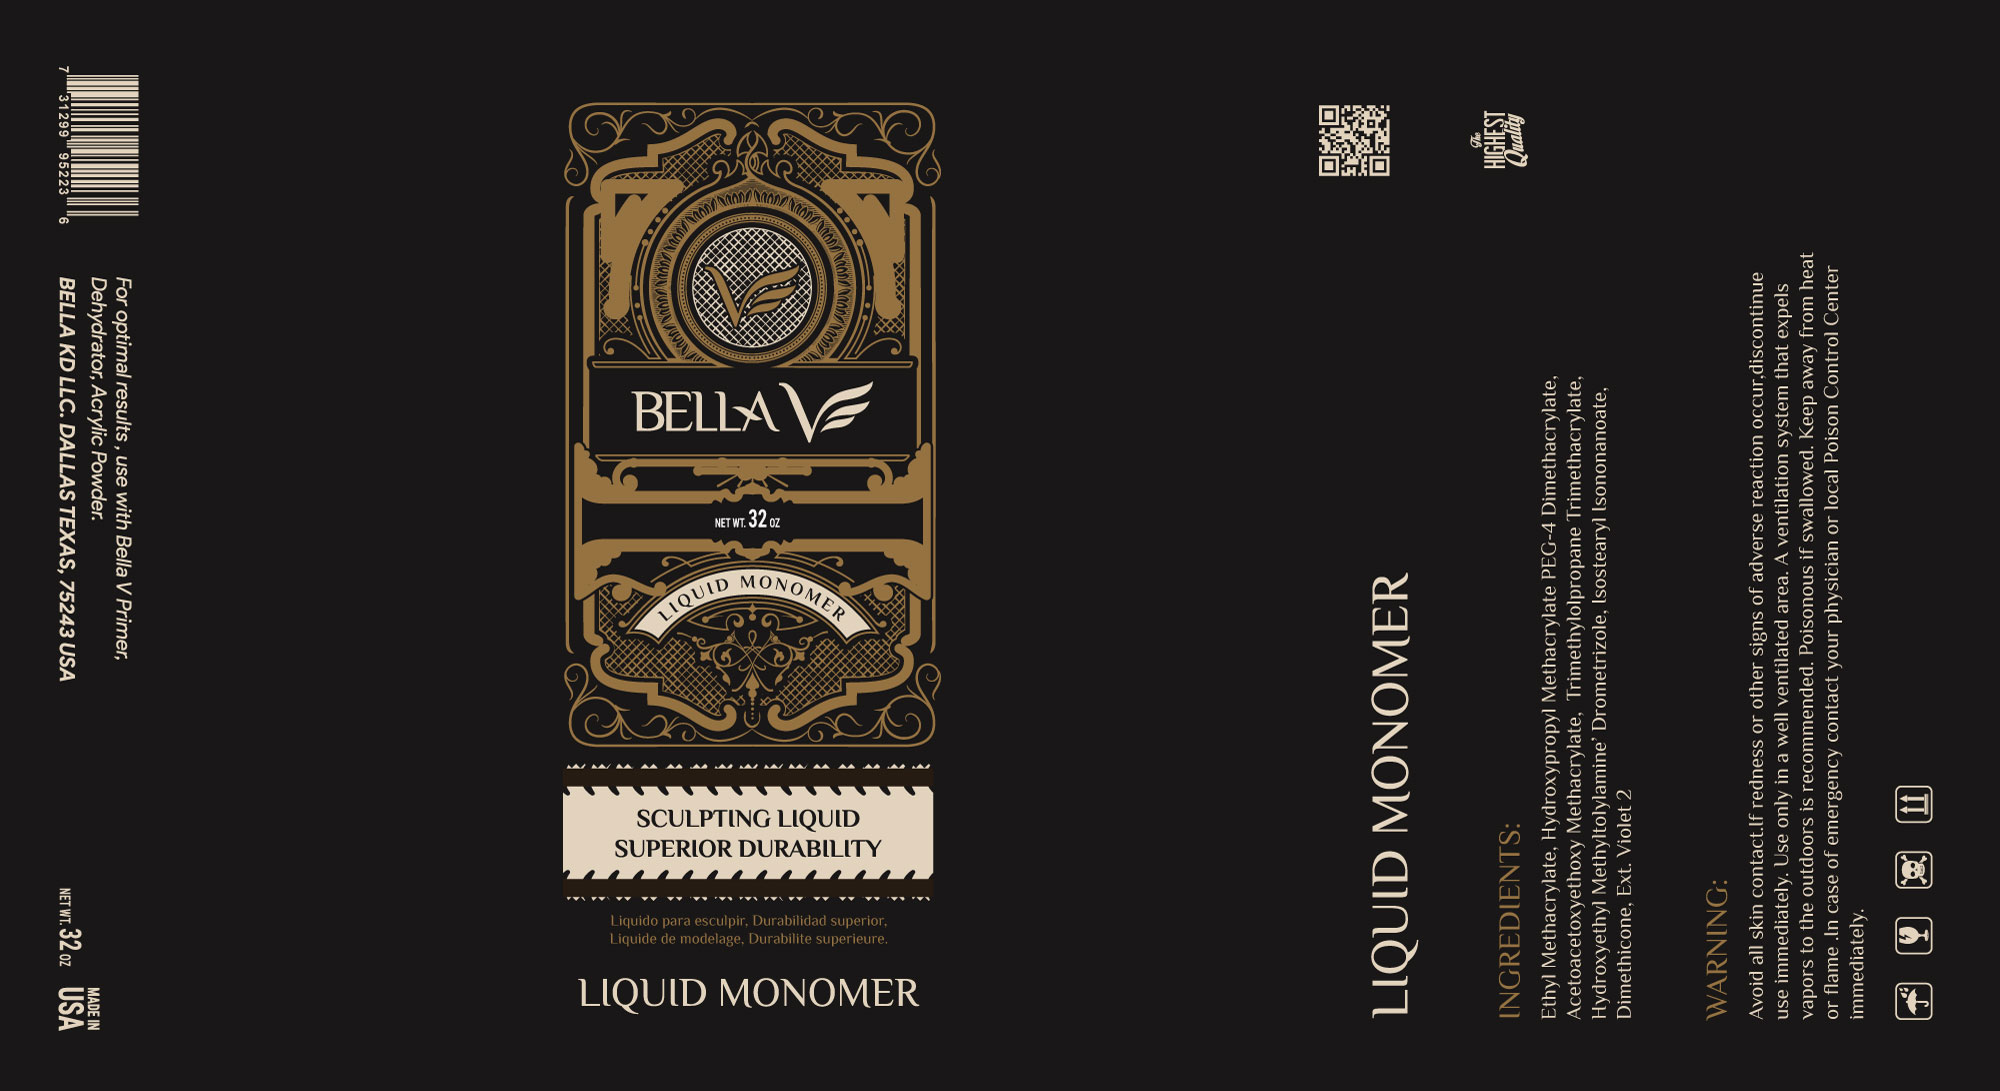 7 31299 95223 6
For optimal results , use with Bella V Primer,
Dehydrator, Acrylic Powder.
BELLA KD LLC. DALLAS TEXAS, 75243 USA
NET WT. 32 OZ
MADE IN
USA
BELLA V
NET WT. 32 OZ
LIQUID MONOMER
SCULPTING LIQUID
SUPERIOR DURABILITY
Liquido para esculpir, Durabilidad superior,
Liquide de modelage, Durabilite superieure.
LIQUID MONOMER
The
HIGHEST
Quality
LIQUID MONOMER
INGREDIENTS:
Ethyl Methacrylate, Hydroxypropyl Methacrylate PEG-4 Dimethacrylate,
Acetoacetoxyethoxy Methacrylate, Trimethylolpropane Trimethacrylate,
Hydroxyethyl Methyltolylamine’ Drometrizole, Isostearyl Isononanoate,
Dimethicone, Ext. Violet 2
WARNING:
Avoid all skin contact.If redness or other signs of adverse reaction occur,discontinue
use immediately. Use only in a well ventilated area. A ventilation system that expels
vapors to the outdoors is recommended. Poisonous if swallowed. Keep away from heat
or flame .In case of emergency contact your physician or local Poison Control Center
immediately.